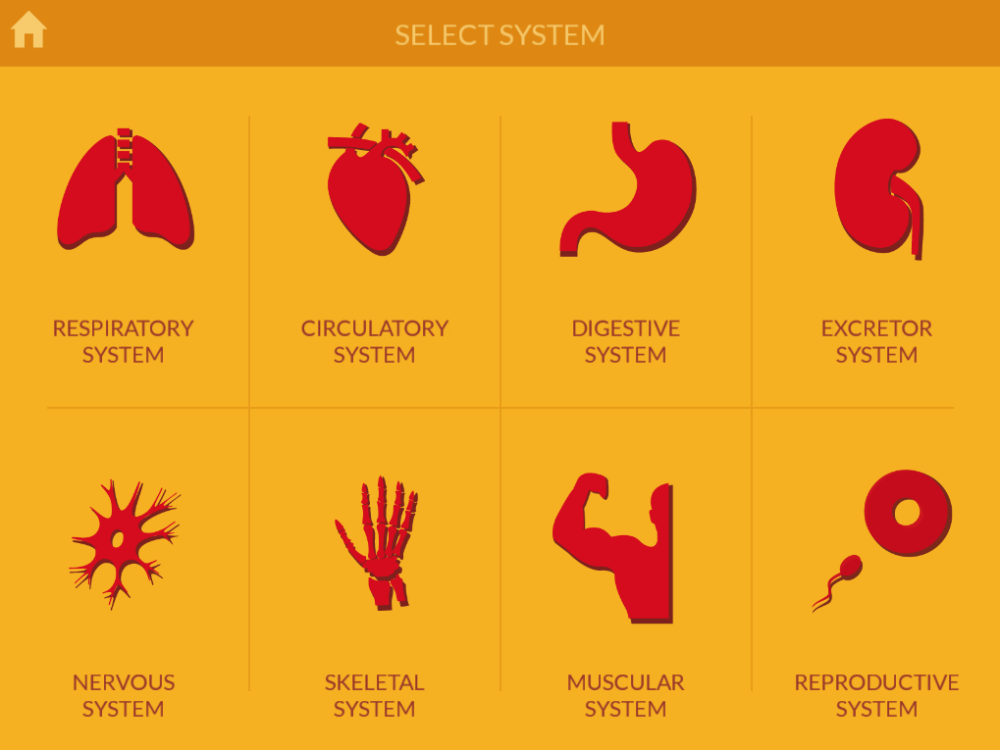 SELECT SYSTEM
RESPIRATORY
SYSTEM
CIRCULATORY
SYSTEM
DIGESTIVE
SYSTEM
EXCRETOR
SYSTEM
NERVOUS
SYSTEM
SKELETAL
SYSTEM
MUSCULAR
SYSTEM
REPRODUCTIVE
SYSTEM